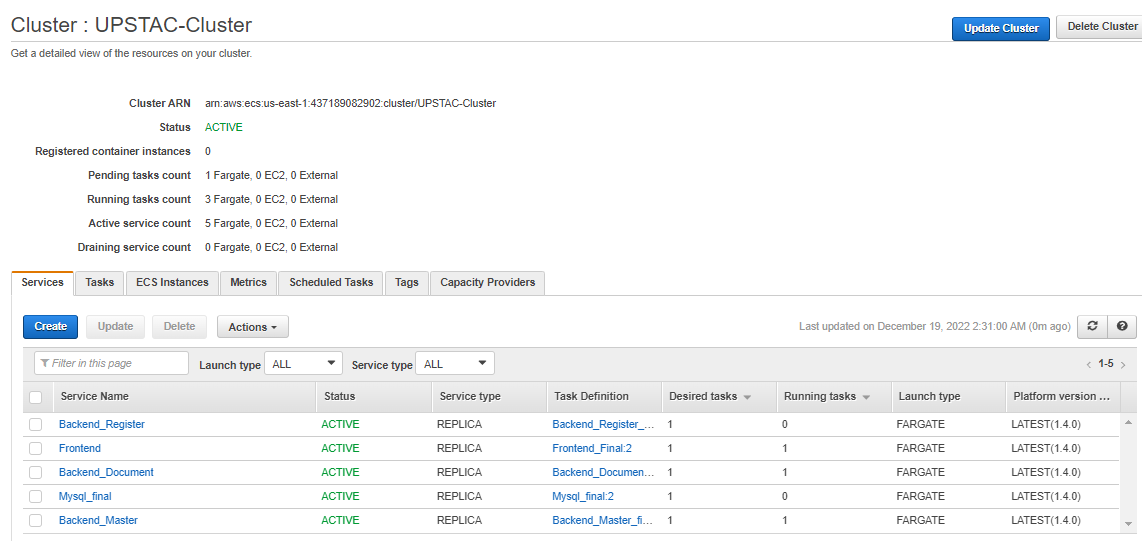 Cluster : UPSTAC-Cluster
Update Cluster Delete Cluster
Get a detailed view of the resources on your cluster.
Cluster ARN arn:aws:ecs:us-east-1:437189082902:cluster/UPSTAC-Cluster
Status ACTIVE
Registered container instances 0
Pending tasks count 1 Fargate, 0 EC2, 0 External
Running tasks count 3 Fargate, 0 EC2, 0 External
Active service count 5 Fargate, 0 EC2, 0 External
Draining service count 0 Fargate, 0 EC2, 0 External
Services Tasks ECS Instances Metrics Scheduled Tasks Tags Capacity Providers
Create Update Delete Actions Last updated on December 19, 2022 2:31:00 AM (0m ago)
Filter in this page Launch type ALL Service type ALL 1-5
Service Name Status Service type Task Definition Desired tasks Running tasks Launch type Platform version ...
Backend_Register ACTIVE REPLICA Backend_Register_... 1 0 FARGATE LATEST(1.4.0)
Frontend ACTIVE REPLICA Frontend_Final:2 1 1 FARGATE LATEST(1.4.0)
Backend_Document ACTIVE REPLICA Backend_Documen... 1 1 FARGATE LATEST(1.4.0)
Mysql_final ACTIVE REPLICA Mysql_final:2 1 0 FARGATE LATEST(1.4.0)
Backend_Master ACTIVE REPLICA Backend_Master_fi... 1 1 FARGATE LATEST(1.4.0)